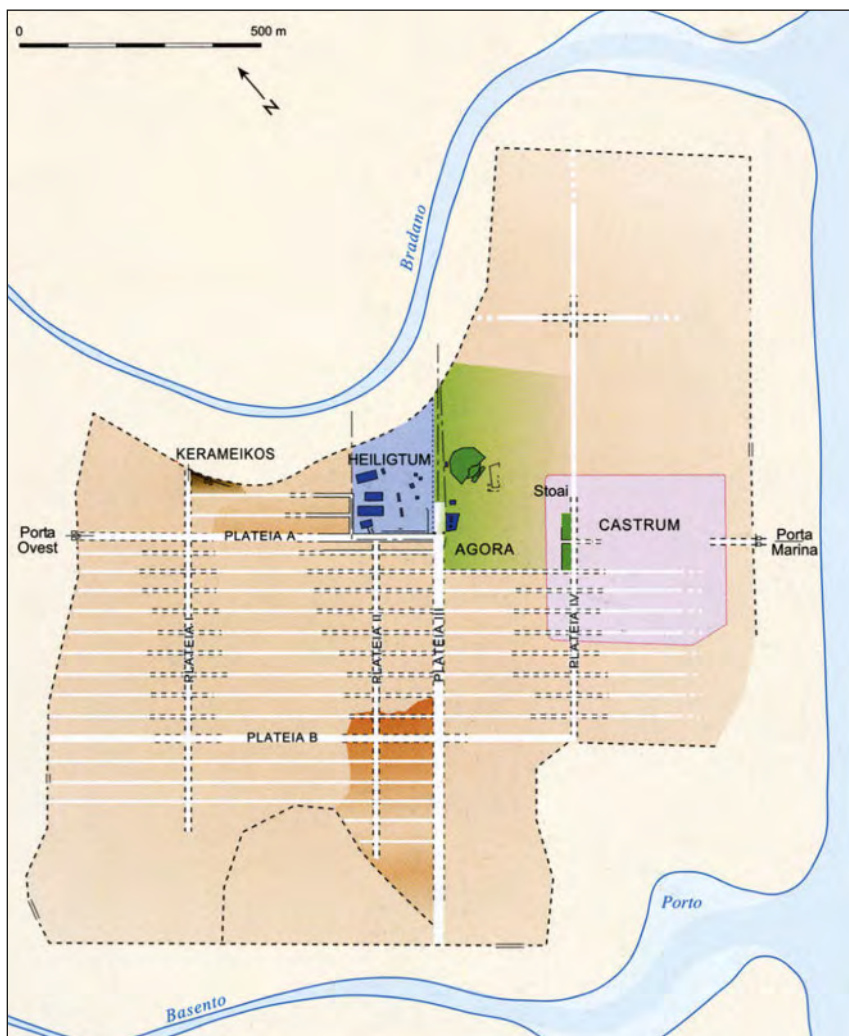 0
500 m
N
Bradano
KERAMEIKOS
HEILIGTUM
Stoai
Porta
Ovest
PLATEIA A
AGORA
CASTRUM
Porta
Marina
PLATEIA I
PLATEIA II
PLATEIA III
PLATEIA IV
PLATEIA B
Porto
Basento